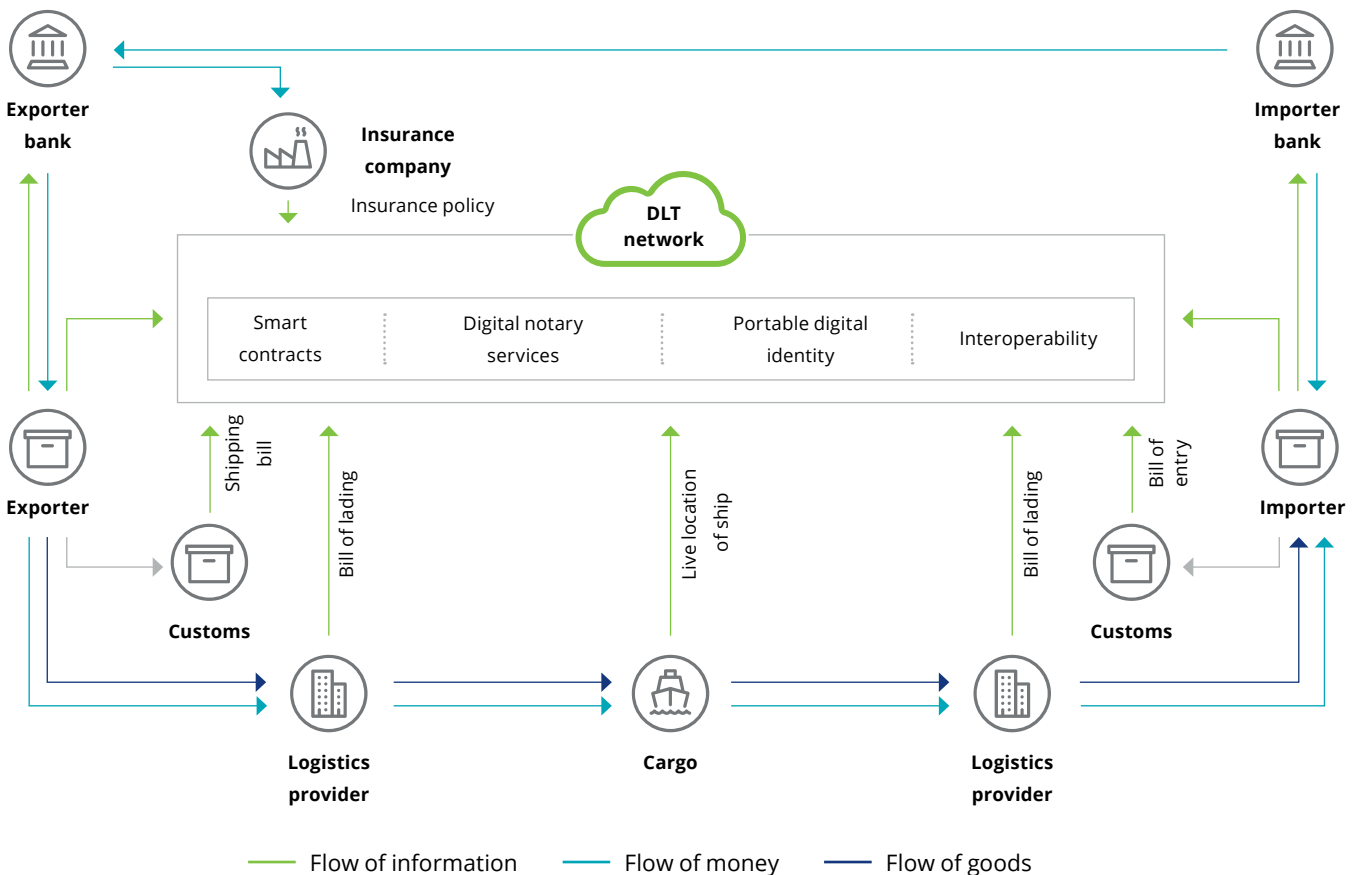 Exporter
bank
Importer
bank
Insurance
company
Insurance policy
DLT
network
Smart
contracts
Digital notary
services
Portable digital
identity
Interoperability
Exporter
Shipping
bill
Bill of lading
Live location
of ship
Bill of lading
Bill of
entry
Importer
Customs
Customs
Logistics
provider
Cargo
Logistics
provider
Flow of information
Flow of money
Flow of goods